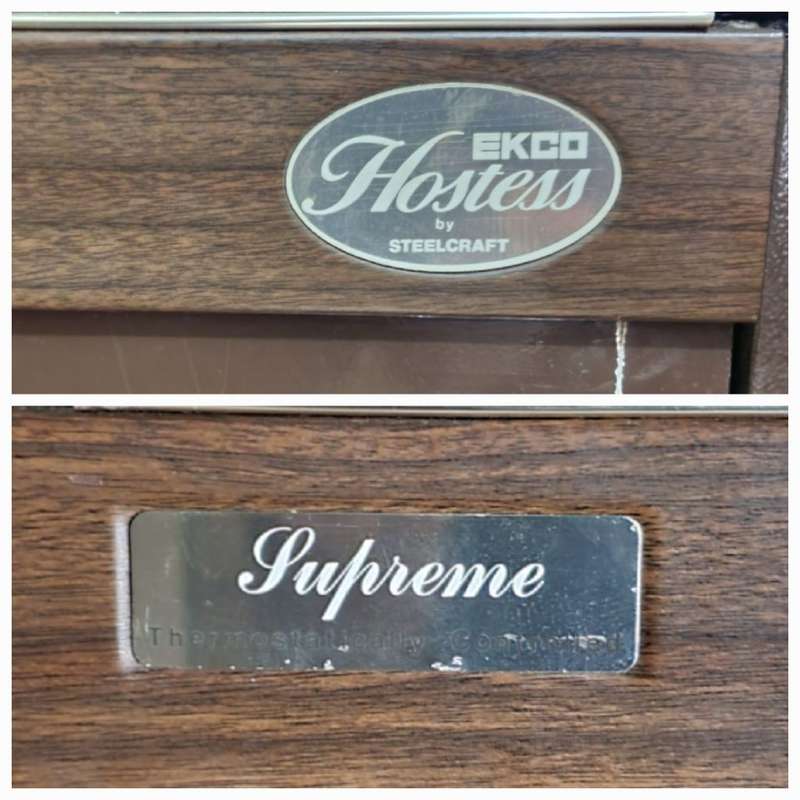 EKCO
Hostess
by
STEELCRAFT
Supreme
Thermostatically Controlled